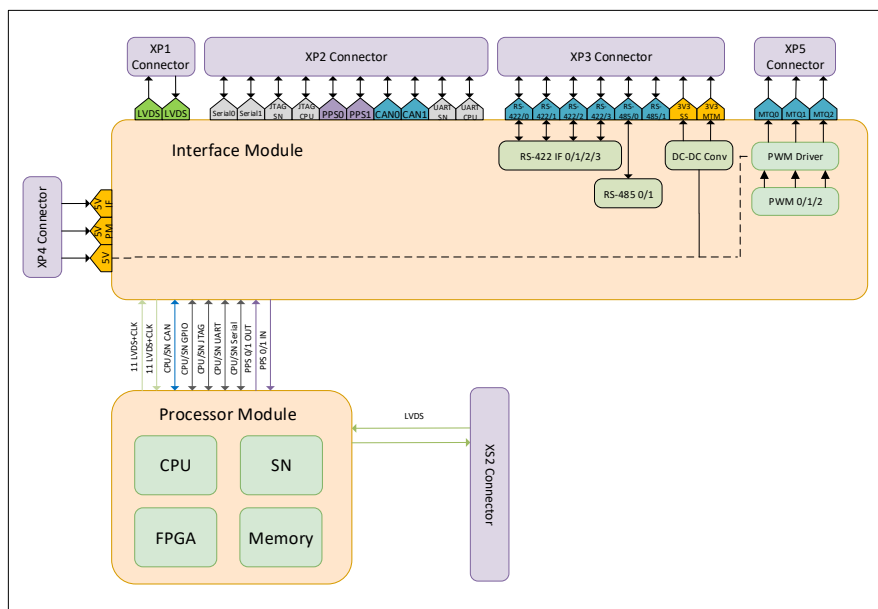 XP1
Connector
XP2 Connector
XP3 Connector
XP5
Connector
LVDS
LVDS
Serial0
Serial1
JTAG
SN
JTAG
CPU
PPS0
PPS1
CAN0
CAN1
UART
SN
UART
CPU
RS-
422/0
RS-
422/1
RS-
422/2
RS-
422/3
RS-
485/0
RS-
485/1
3V3
SS
3V3
MTM
MTQ0
MTQ1
MTQ2
Interface Module
RS-422 IF 0/1/2/3
DC-DC Conv
PWM Driver
RS-485 0/1
PWM 0/1/2
XP4 Connector
5V
IF
5V
PM
5V
11 LVDS+CLK
11 LVDS+CLK
CPU/SN CAN
CPU/SN GPIO
CPU/SN JTAG
CPU/SN UART
CPU/SN Serial
PPS 0/1 OUT
PPS 0/1 IN
Processor Module
LVDS
XS2 Connector
CPU
SN
FPGA
Memory